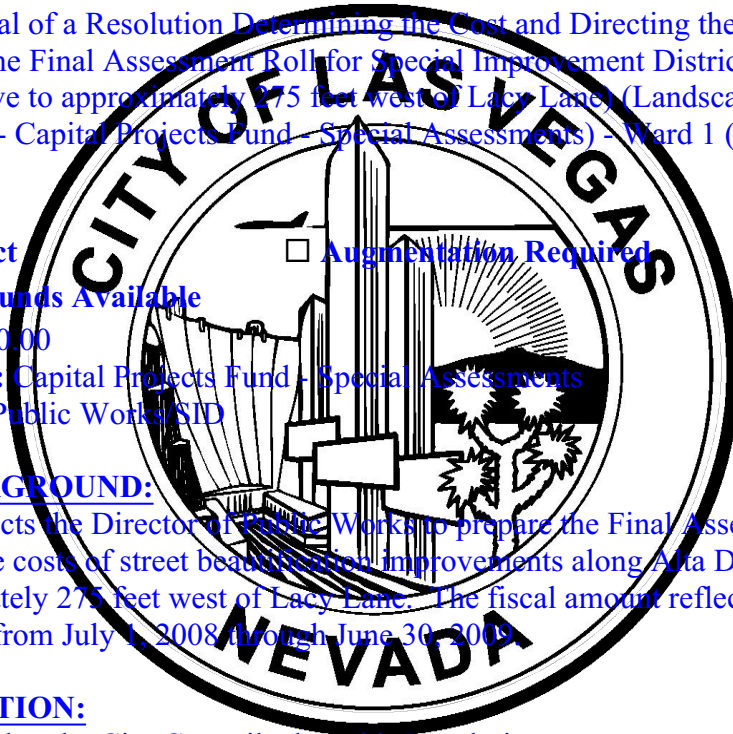 al of a Resolution Determining the Cost and Directing the
he Final Assessment Roll for Special Improvement Distric
ve to approximately 275 feet west of Lacy Lane) (Landsca
- Capital Projects Fund - Special Assessments) - Ward 1 (
CITY OF LAS VEGAS
ct ☐ Augmentation Required
unds Available
0.00
: Capital Projects Fund - Special Assessments
Public Works/SID
KGROUND:
cts the Director of Public Works to prepare the Final Asse
e costs of street beautification improvements along Alta D
tely 275 feet west of Lacy Lane. The fiscal amount reflec
from July 1, 2008 through June 30, 2009.
NEVADA
TION: